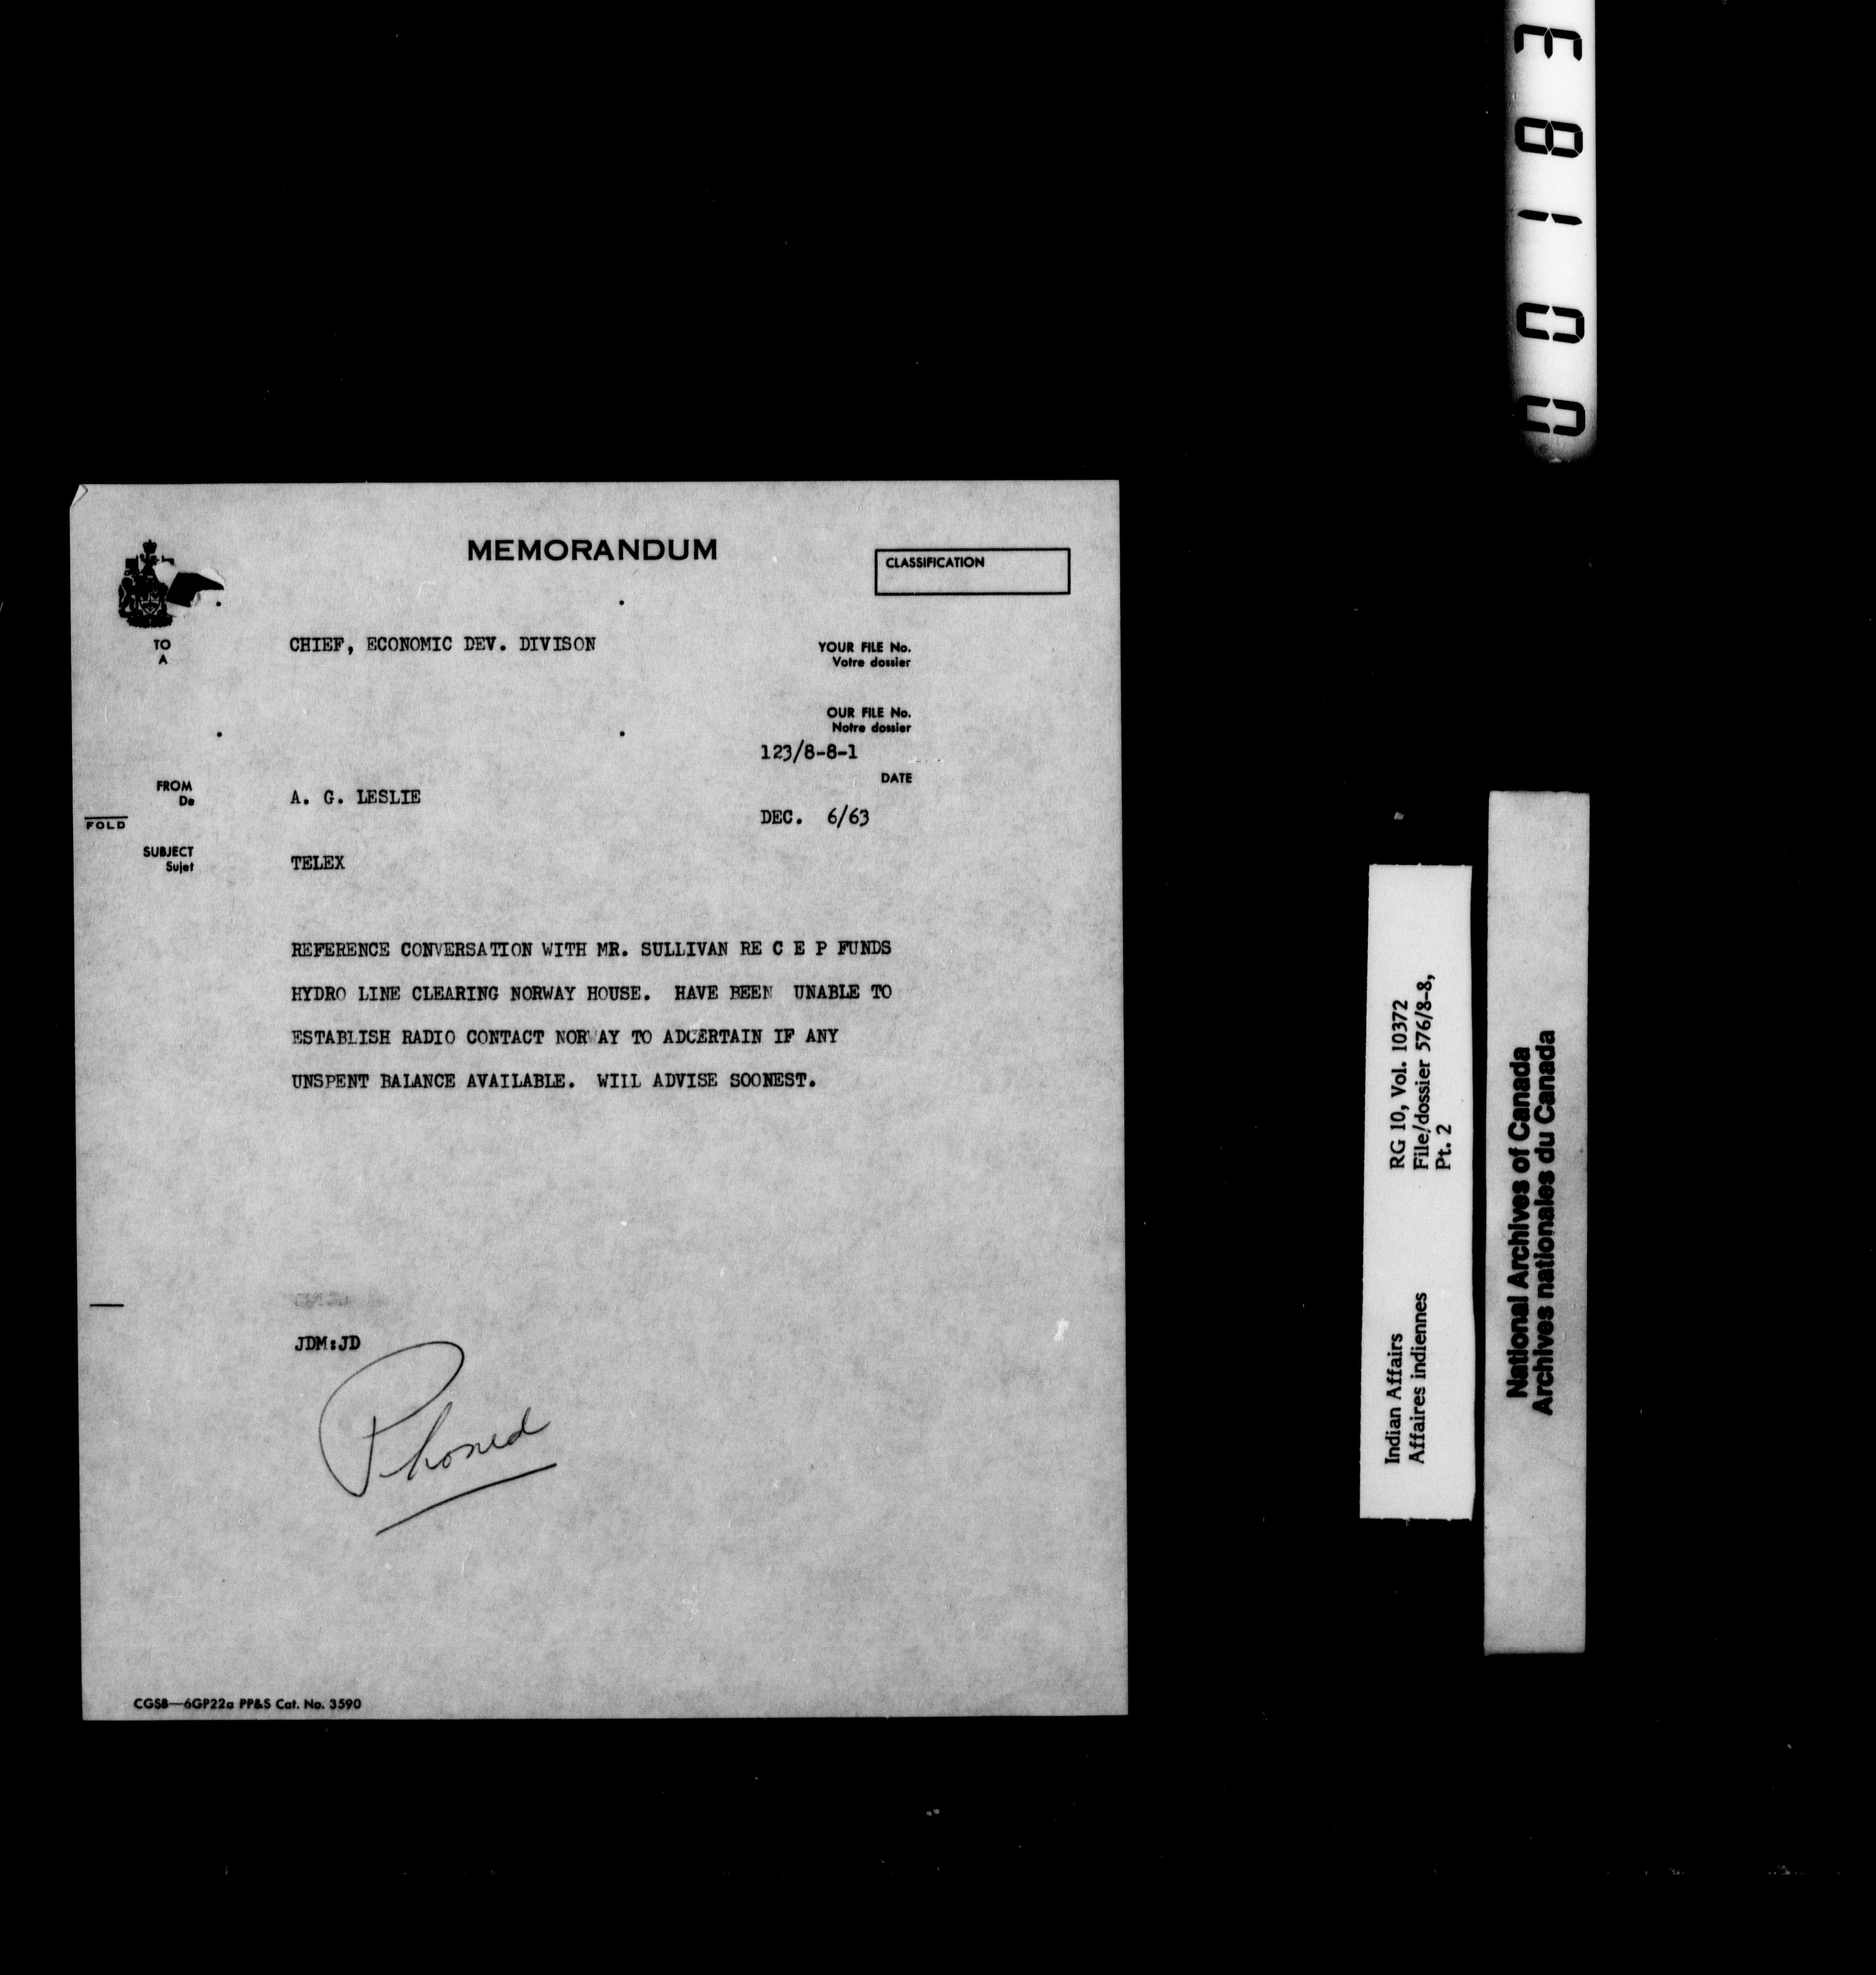 MEMORANDUM
CLASSIFICATION
TO
A
CHIEF, ECONOMIC DEV. DIVISON
YOUR FILE No.
Votre dossier
OUR FILE No.
Notre dossier
123/8-8-1
DATE
FROM
De
A. G. LESLIE
DEC. 6/63
FOLD
SUBJECT
Sujet
TELEX
REFERENCE CONVERSATION WITH MR. SULLIVAN RE C E P FUNDS
HYDRO LINE CLEARING NORWAY HOUSE. HAVE BEEN UNABLE TO
ESTABLISH RADIO CONTACT NORWAY TO ADCERTAIN IF ANY
UNSPENT BALANCE AVAILABLE. WIIL ADVISE SOONEST.
JDM:JD
Phoned
CGSB—6GP22a PP&S Cat. No. 3590
00183
Indian Affairs
Affaires indiennes
RG 10, Vol. 10372
File/dossier 576/8-8,
Pt. 2
National Archives of Canada
Archives nationales du Canada